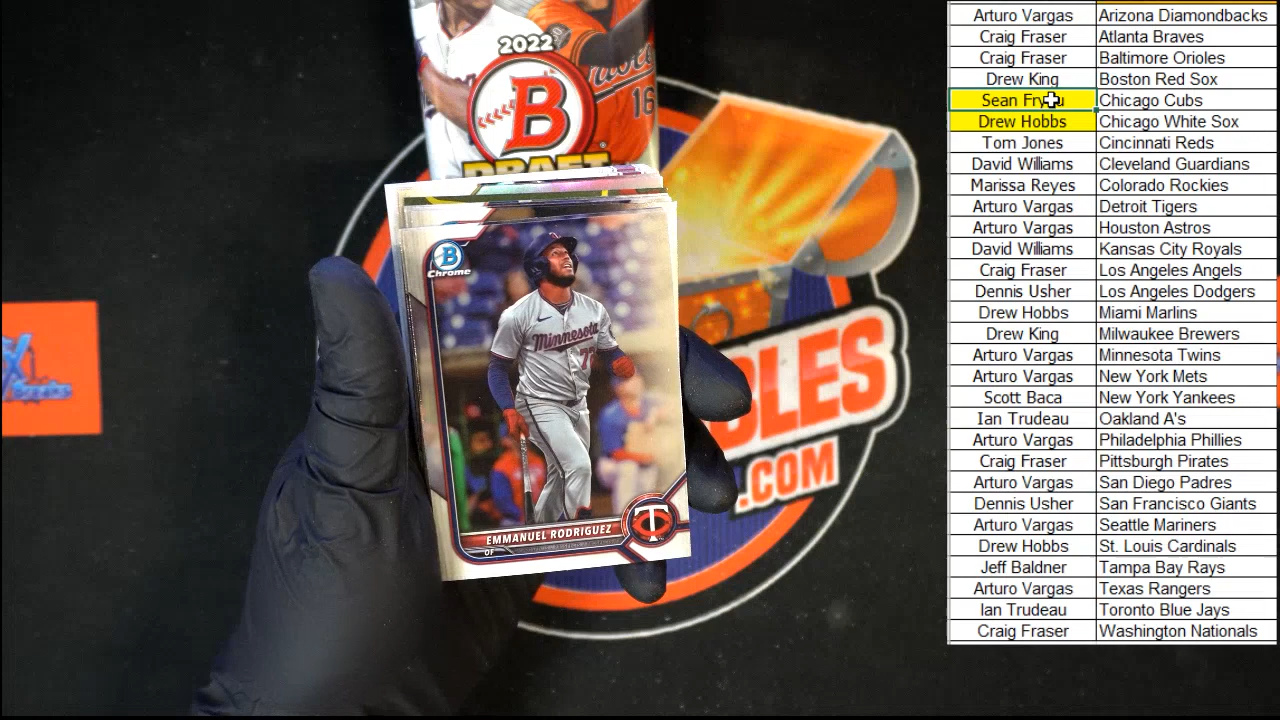 2022
B
DRAFT
16
B
Chrome
Minnesota
EMMANUEL RODRIGUEZ
OF
T
C
Breaks
.COM
Arturo Vargas Arizona Diamondbacks
Craig Fraser Atlanta Braves
Craig Fraser Baltimore Orioles
Drew King Boston Red Sox
Sean Chicago Cubs
Drew Hobbs Chicago White Sox
Tom Jones Cincinnati Reds
David Williams Cleveland Guardians
Marissa Reyes Colorado Rockies
Arturo Vargas Detroit Tigers
Arturo Vargas Houston Astros
David Williams Kansas City Royals
Craig Fraser Los Angeles Angels
Dennis Usher Los Angeles Dodgers
Drew Hobbs Miami Marlins
Drew King Milwaukee Brewers
Arturo Vargas Minnesota Twins
Arturo Vargas New York Mets
Scott Baca New York Yankees
Ian Trudeau Oakland A's
Arturo Vargas Philadelphia Phillies
Craig Fraser Pittsburgh Pirates
Arturo Vargas San Diego Padres
Dennis Usher San Francisco Giants
Arturo Vargas Seattle Mariners
Drew Hobbs St. Louis Cardinals
Jeff Baldner Tampa Bay Rays
Arturo Vargas Texas Rangers
Ian Trudeau Toronto Blue Jays
Craig Fraser Washington Nationals